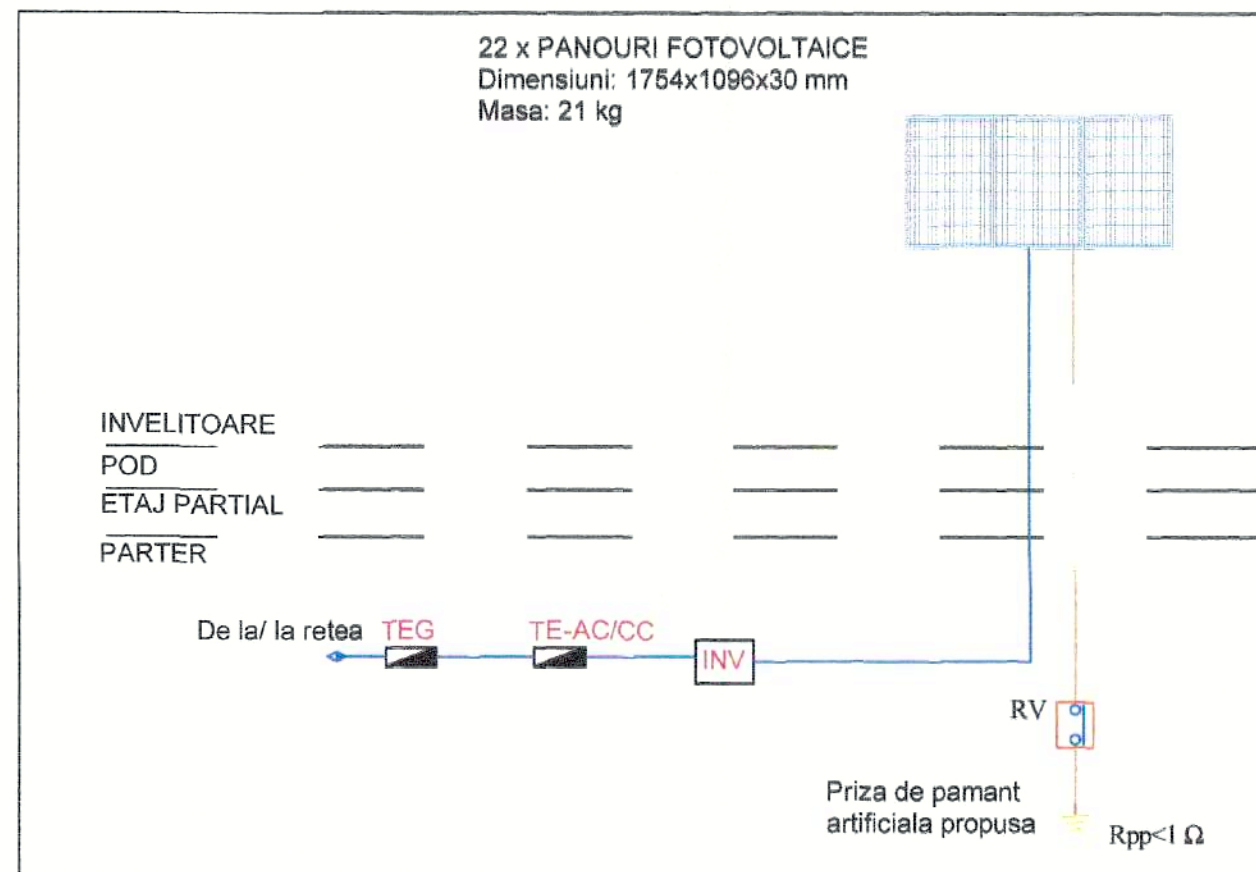 22 x PANOURI FOTOVOLTAICE
Dimensiuni: 1754x1096x30 mm
Masa: 21 kg
INVELITOARE
POD
ETAJ PARTIAL
PARTER
De la/ la retea TEG TE-AC/CC INV
RV
Priza de pamant
artificiala propusa
Rpp<1 Ω